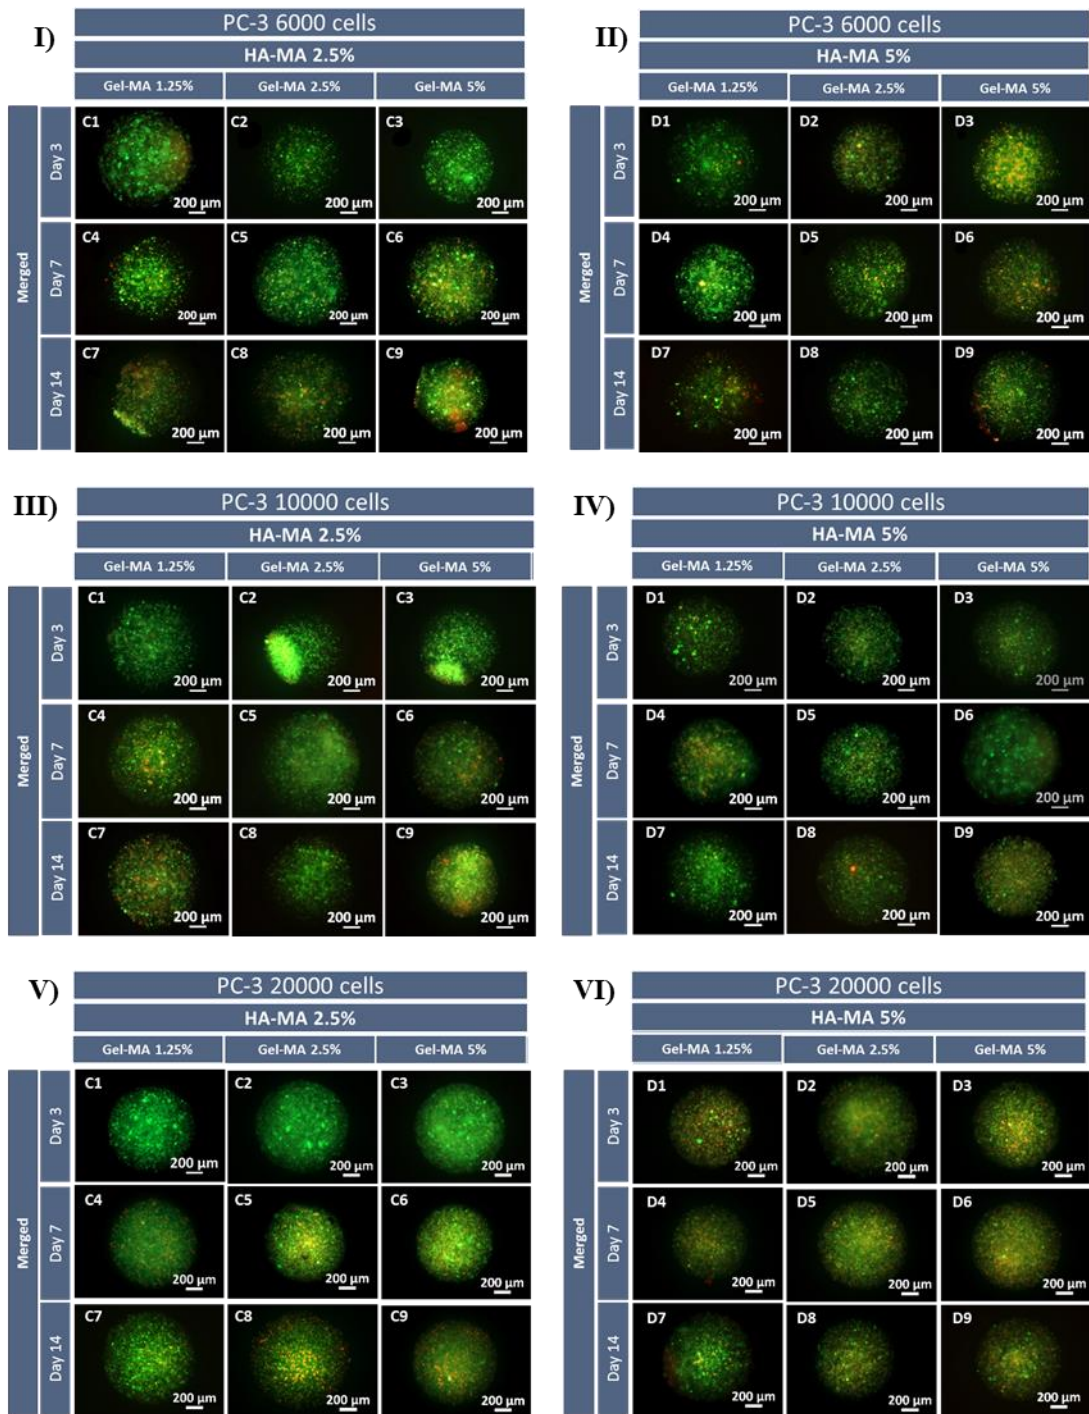 I)
PC-3 6000 cells
HA-MA 2.5%
Gel-MA 1.25% Gel-MA 2.5% Gel-MA 5%
Merged
Day 3
C1 C2 C3
200 µm 200 µm 200 µm
Day 7
C4 C5 C6
200 µm 200 µm 200 µm
Day 14
C7 C8 C9
200 µm 200 µm 200 µm
II)
PC-3 6000 cells
HA-MA 5%
Gel-MA 1.25% Gel-MA 2.5% Gel-MA 5%
Merged
Day 3
D1 D2 D3
200 µm 200 µm 200 µm
Day 7
D4 D5 D6
200 µm 200 µm 200 µm
Day 14
D7 D8 D9
200 µm 200 µm 200 µm
III)
PC-3 10000 cells
HA-MA 2.5%
Gel-MA 1.25% Gel-MA 2.5% Gel-MA 5%
Merged
Day 3
C1 C2 C3
200 µm 200 µm 200 µm
Day 7
C4 C5 C6
200 µm 200 µm 200 µm
Day 14
C7 C8 C9
200 µm 200 µm 200 µm
IV)
PC-3 10000 cells
HA-MA 5%
Gel-MA 1.25% Gel-MA 2.5% Gel-MA 5%
Merged
Day 3
D1 D2 D3
200 µm 200 µm 200 µm
Day 7
D4 D5 D6
200 µm 200 µm 200 µm
Day 14
D7 D8 D9
200 µm 200 µm 200 µm
V)
PC-3 20000 cells
HA-MA 2.5%
Gel-MA 1.25% Gel-MA 2.5% Gel-MA 5%
Merged
Day 3
C1 C2 C3
200 µm 200 µm 200 µm
Day 7
C4 C5 C6
200 µm 200 µm 200 µm
Day 14
C7 C8 C9
200 µm 200 µm 200 µm
VI)
PC-3 20000 cells
HA-MA 5%
Gel-MA 1.25% Gel-MA 2.5% Gel-MA 5%
Merged
Day 3
D1 D2 D3
200 µm 200 µm 200 µm
Day 7
D4 D5 D6
200 µm 200 µm 200 µm
Day 14
D7 D8 D9
200 µm 200 µm 200 µm